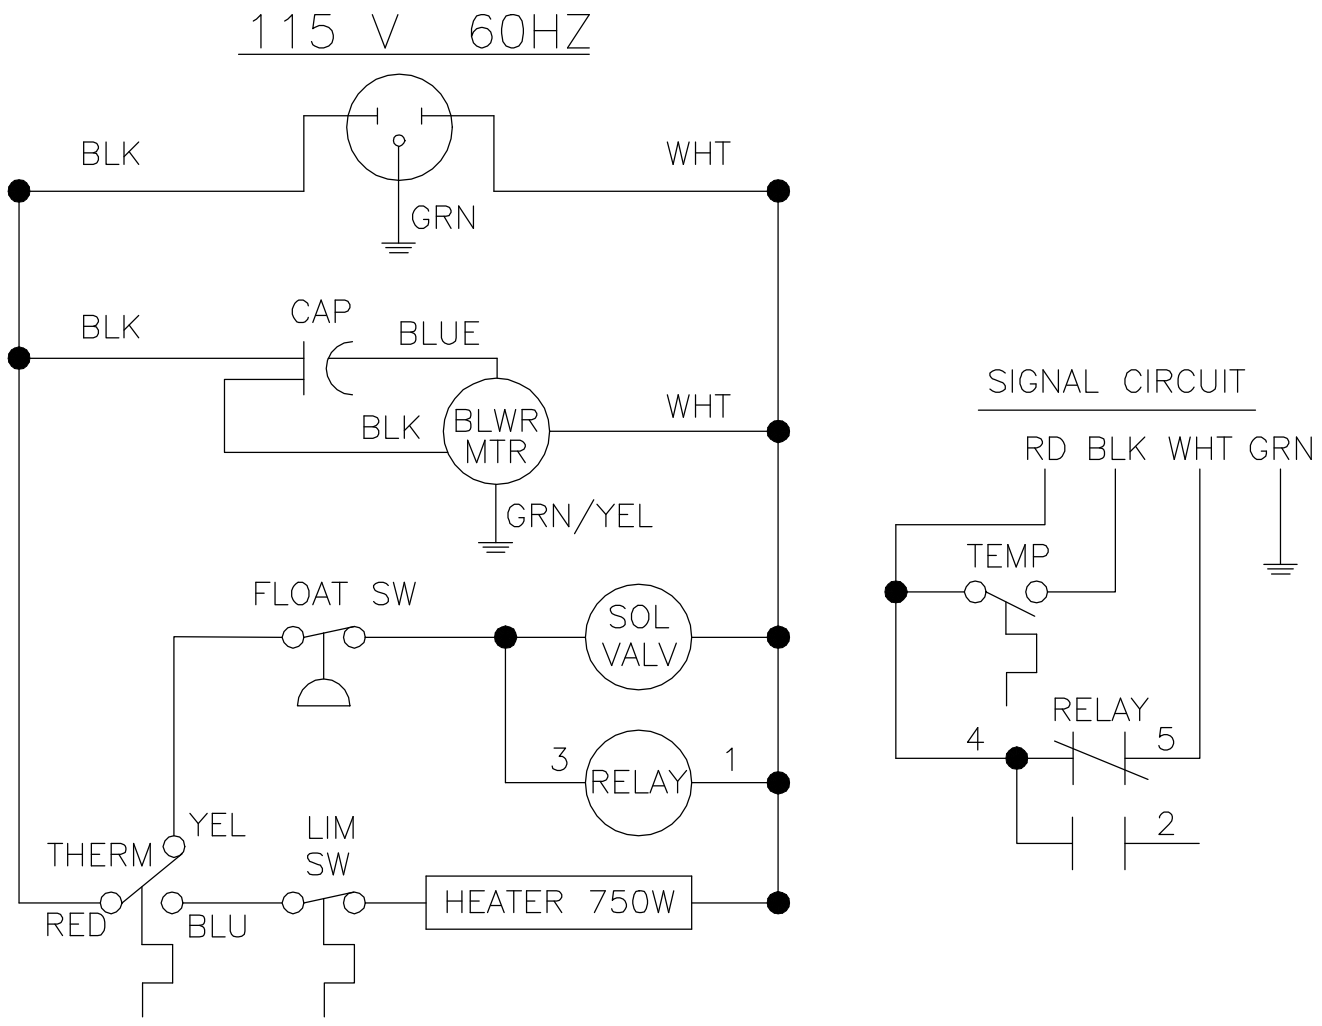 115 V 60HZ
BLK WHT
GRN
CAP
BLK BLUE
WHT
BLK BLWR
MTR
GRN/YEL
FLOAT SW SOL
VALV
3 RELAY 1
YEL
THERM LIM
SW
RED BLU HEATER 750W
SIGNAL CIRCUIT
RD BLK WHT GRN
TEMP
RELAY
4 5
2